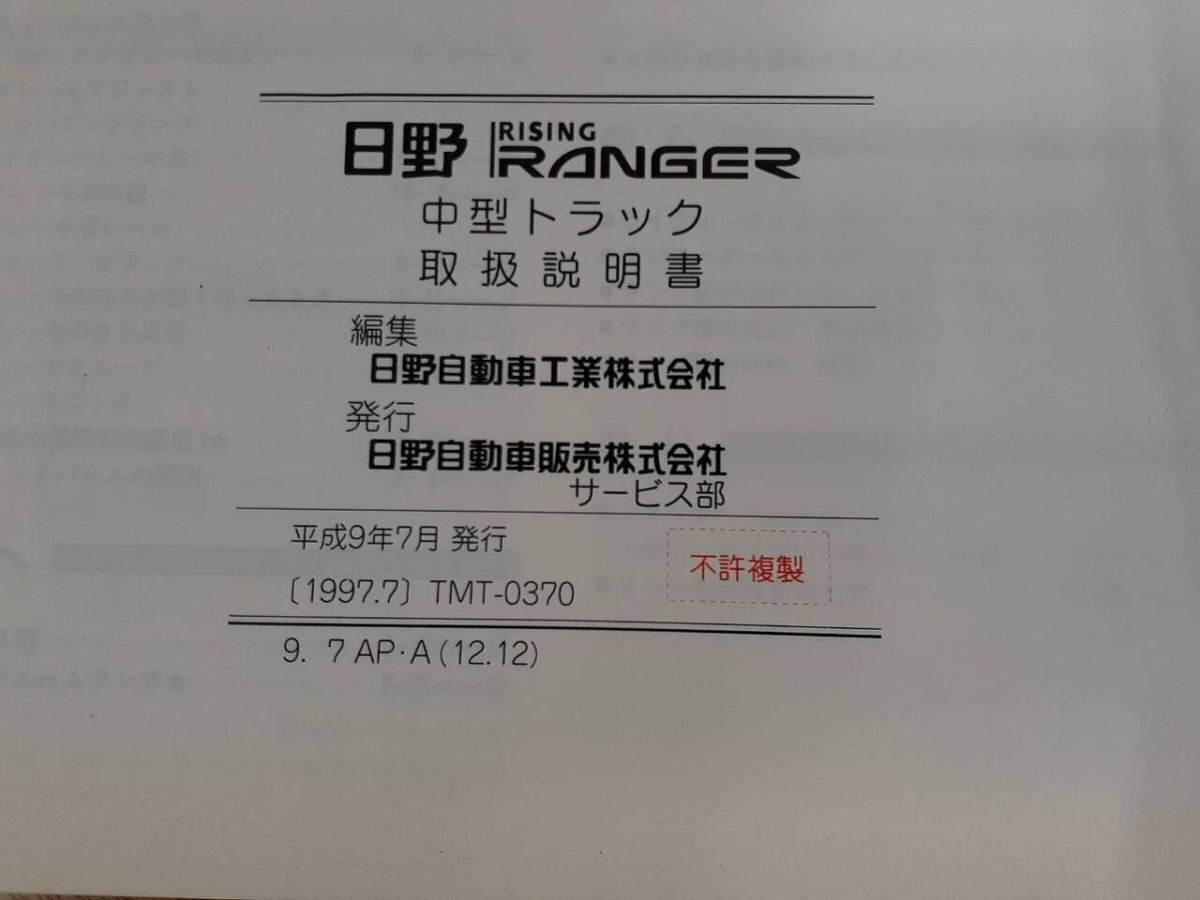 日野 RISING RANGER
中型トラック
取扱説明書
編集
日野自動車工業株式会社
発行
日野自動車販売株式会社
サービス部
平成9年7月 発行
不許複製
〔1997.7〕 TMT-0370
9. 7 AP·A (12.12)